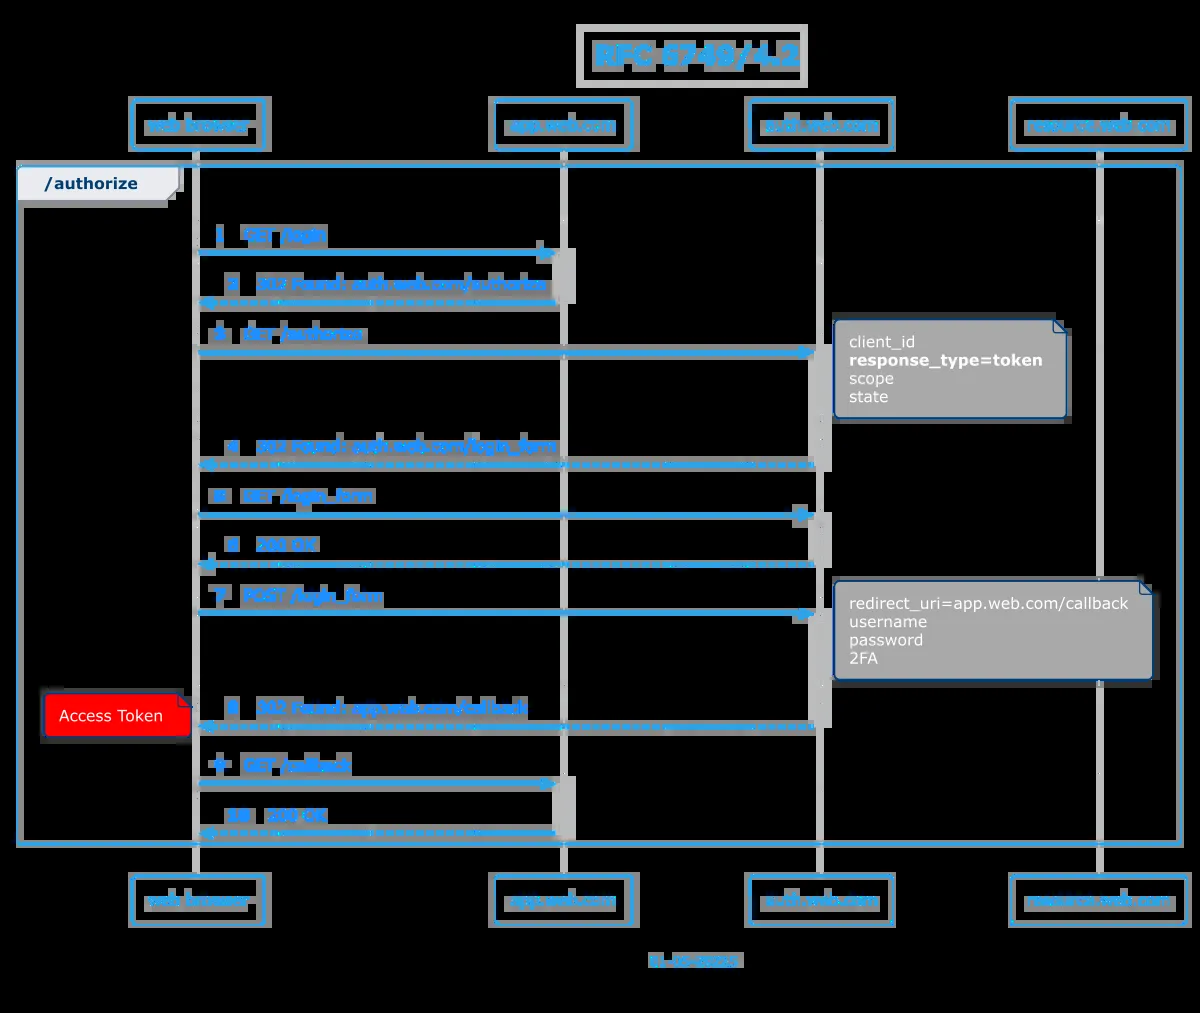 RFC 6749/4.2
web browser
app.web.com
auth.web.com
resource.web.com
/authorize
1 GET /login
2 302 Found: auth.web.com/authorize
3 GET /authorize
client_id
response_type=token
scope
state
4 302 Found: auth.web.com/login_form
5 GET /login_form
6 200 OK
7 POST /login_form
redirect_uri=app.web.com/callback
username
password
2FA
Access Token
8 302 Found: app.web.com/callback
9 GET /callback
10 200 OK
web browser
app.web.com
auth.web.com
resource.web.com